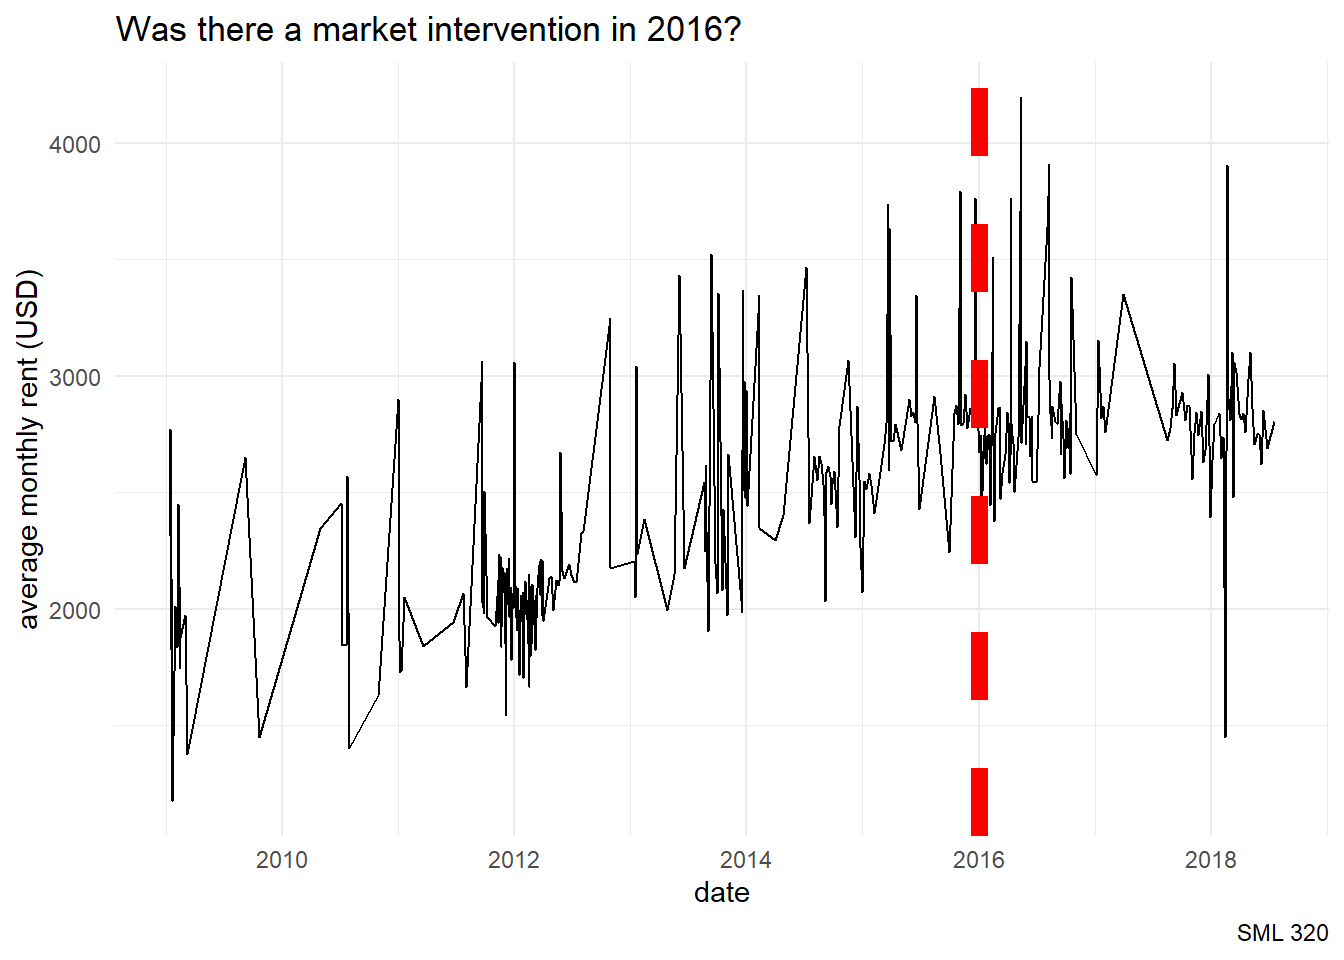 Was there a market intervention in 2016?
average monthly rent (USD)
4000
3000
2000
2010 2012 2014 2016 2018
date
SML 320